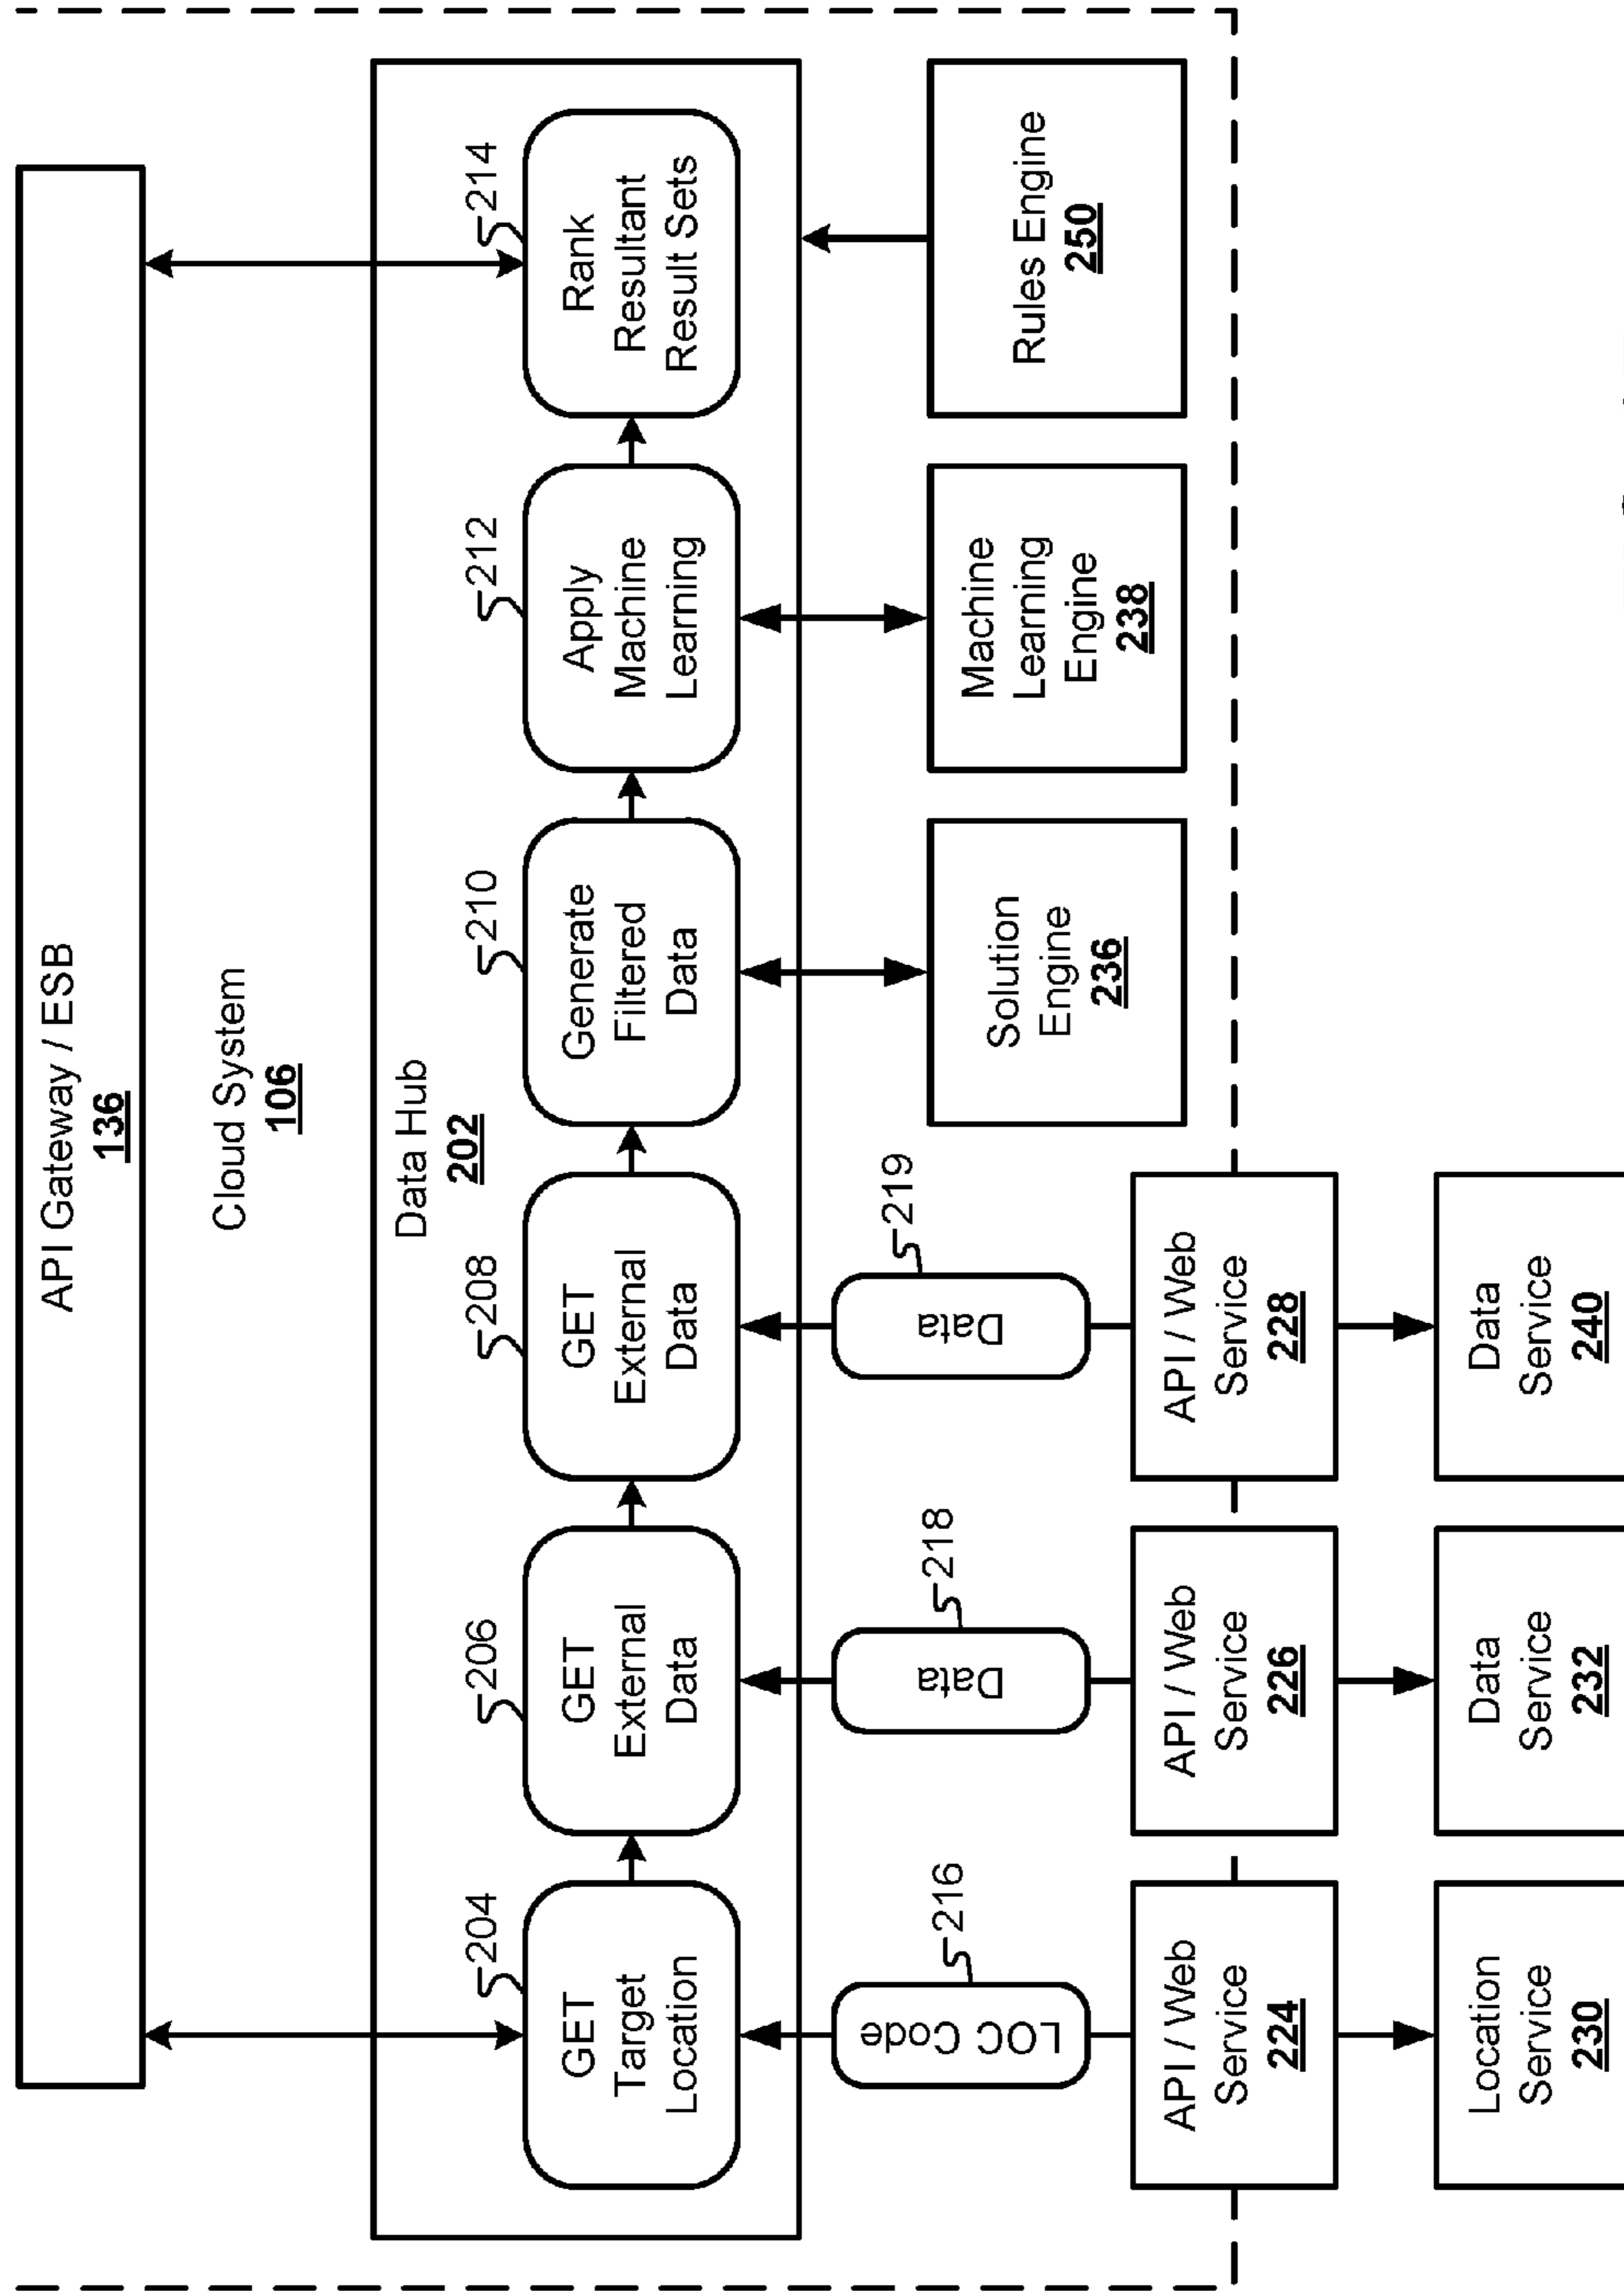 API Gateway / ESB
136
Cloud System
106
Data Hub
202
204
206
208
210
212
214
GET
Target
Location
GET
External
Data
GET
External
Data
Generate
Filtered
Data
Apply
Machine
Learning
Rank
Resultant
Result Sets
LOC Code
216
Data
218
Data
219
Solution
Engine
236
Machine
Learning
Engine
238
Rules Engine
250
API / Web
Service
224
API / Web
Service
226
API / Web
Service
228
Location
Service
230
Data
Service
232
Data
Service
240